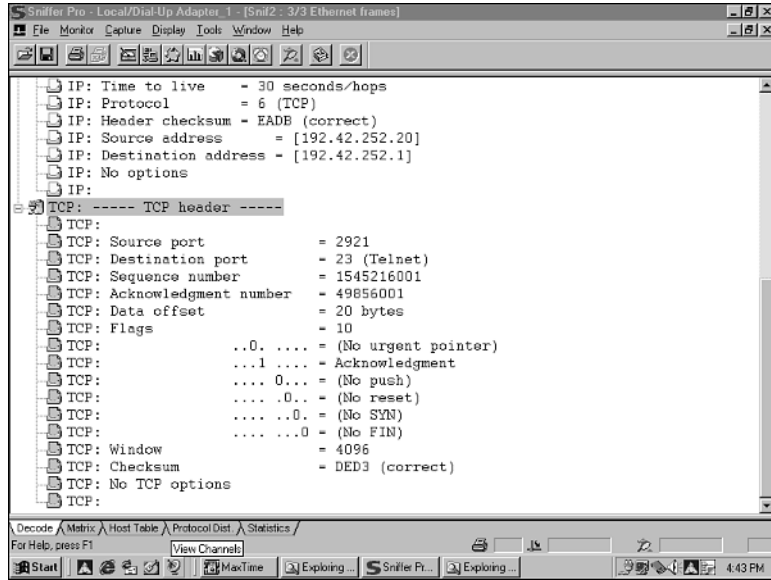 Sniffer Pro - Local/Dial-Up Adapter_1 - [Snif2 : 3/3 Ethernet frames]
File Monitor Capture Display Tools Window Help
IP: Time to live = 30 seconds/hops
IP: Protocol = 6 (TCP)
IP: Header checksum = EADB (correct)
IP: Source address = [192.42.252.20]
IP: Destination address = [192.42.252.1]
IP: No options
IP:
TCP: ----- TCP header -----
TCP:
TCP: Source port = 2921
TCP: Destination port = 23 (Telnet)
TCP: Sequence number = 1545216001
TCP: Acknowledgment number = 49856001
TCP: Data offset = 20 bytes
TCP: Flags = 10
TCP: ..0. .... = (No urgent pointer)
TCP: ...1 .... = Acknowledgment
TCP: .... 0... = (No push)
TCP: .... .0.. = (No reset)
TCP: .... ..0. = (No SYN)
TCP: .... ...0 = (No FIN)
TCP: Window = 4096
TCP: Checksum = DED3 (correct)
TCP: No TCP options
TCP:
Decode Matrix Host Table Protocol Dist. Statistics
For Help, press F1
View Channels
Start MaxTime Exploring ... Sniffer Pr... Exploring ... 4:43 PM